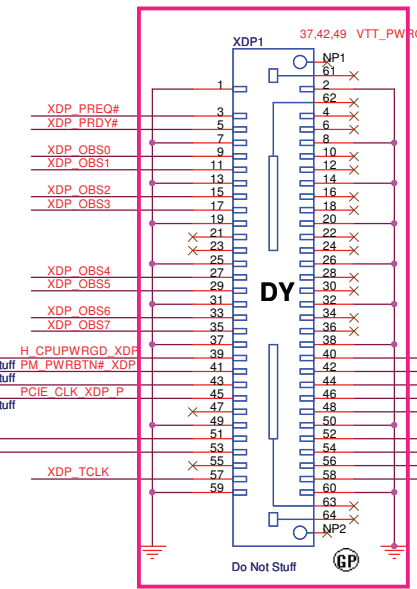 37,42,49 VTT_PWRG
XDP1
NP1
61
1 2
62
XDP_PREQ# 3 4
XDP_PRDY# 5 6
7 8
XDP_OBS0 9 10
XDP_OBS1 11 12
13 14
XDP_OBS2 15 16
XDP_OBS3 17 18
19 20
21 22
23 24
25 26
XDP_OBS4 27 28
XDP_OBS5 29 30
DY
31 32
XDP_OBS6 33 34
XDP_OBS7 35 36
37 38
H_CPUPWRGD_XDP 39 40
tuff PM_PWRBTN#_XDP 41 42
tuff 43 44
PCIE_CLK_XDP_P 45 46
tuff 47 48
49 50
51 52
53 54
55 56
XDP_TCLK 57 58
59 60
63
64
NP2
Do Not Stuff GP